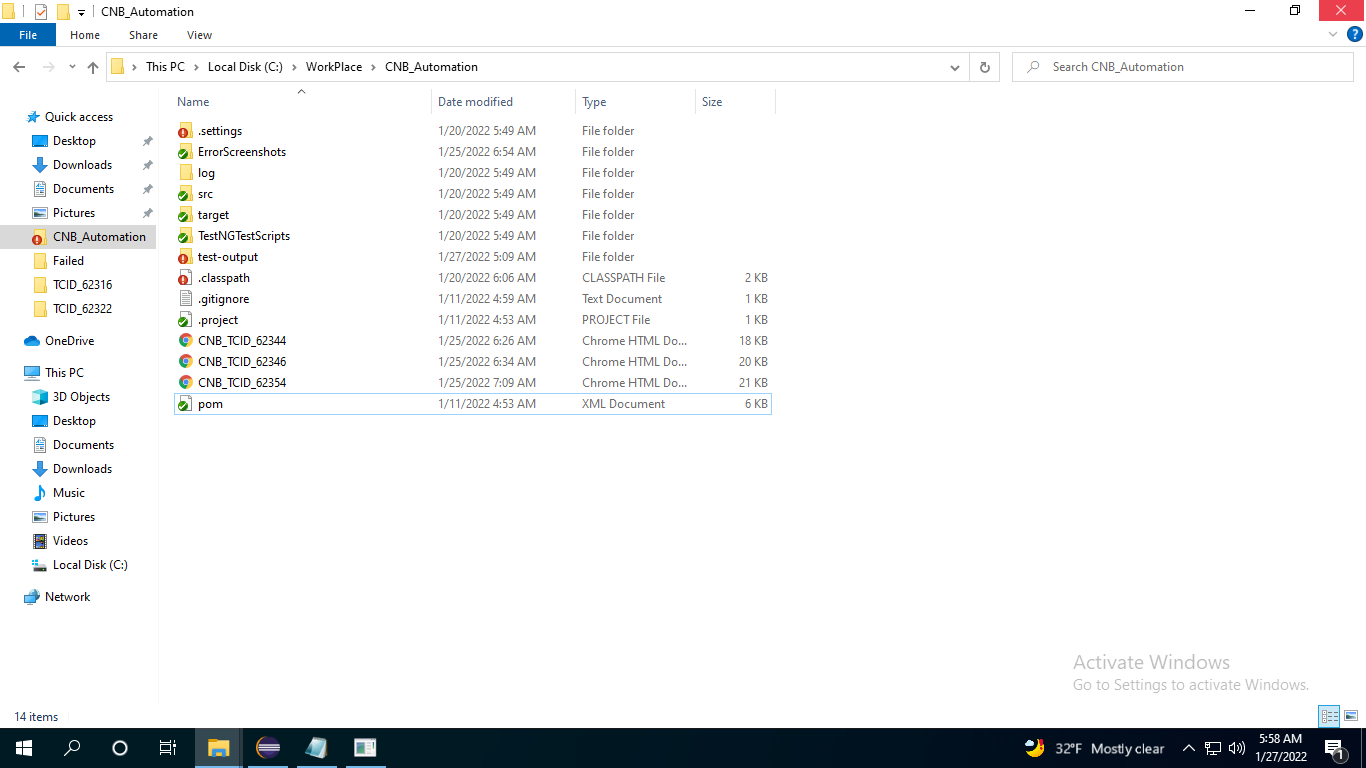 CNB_Automation
File Home Share View
This PC Local Disk (C:) WorkPlace CNB_Automation
Search CNB_Automation
Name Date modified Type Size
Quick access
Desktop
Downloads
Documents
Pictures
CNB_Automation
Failed
TCID_62316
TCID_62322
OneDrive
This PC
3D Objects
Desktop
Documents
Downloads
Music
Pictures
Videos
Local Disk (C:)
Network
.settings 1/20/2022 5:49 AM File folder
ErrorScreenshots 1/25/2022 6:54 AM File folder
log 1/20/2022 5:49 AM File folder
src 1/20/2022 5:49 AM File folder
target 1/20/2022 5:49 AM File folder
TestNGTestScripts 1/20/2022 5:49 AM File folder
test-output 1/27/2022 5:09 AM File folder
.classpath 1/20/2022 6:06 AM CLASSPATH File 2 KB
.gitignore 1/11/2022 4:59 AM Text Document 1 KB
.project 1/11/2022 4:53 AM PROJECT File 1 KB
CNB_TCID_62344 1/25/2022 6:26 AM Chrome HTML Do... 18 KB
CNB_TCID_62346 1/25/2022 6:34 AM Chrome HTML Do... 20 KB
CNB_TCID_62354 1/25/2022 7:09 AM Chrome HTML Do... 21 KB
pom 1/11/2022 4:53 AM XML Document 6 KB
Activate Windows
Go to Settings to activate Windows.
14 items
32°F Mostly clear
5:58 AM
1/27/2022
1